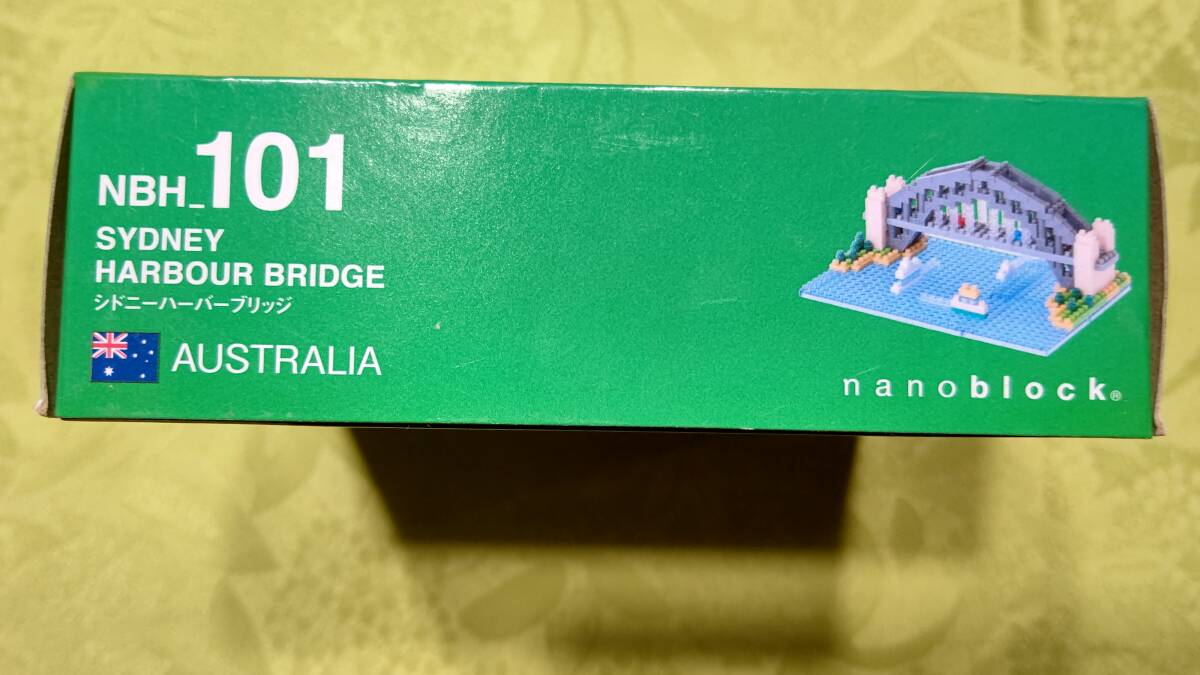 NBH_101
SYDNEY
HARBOUR BRIDGE
シドニーハーバーブリッジ
AUSTRALIA
nanoblock®